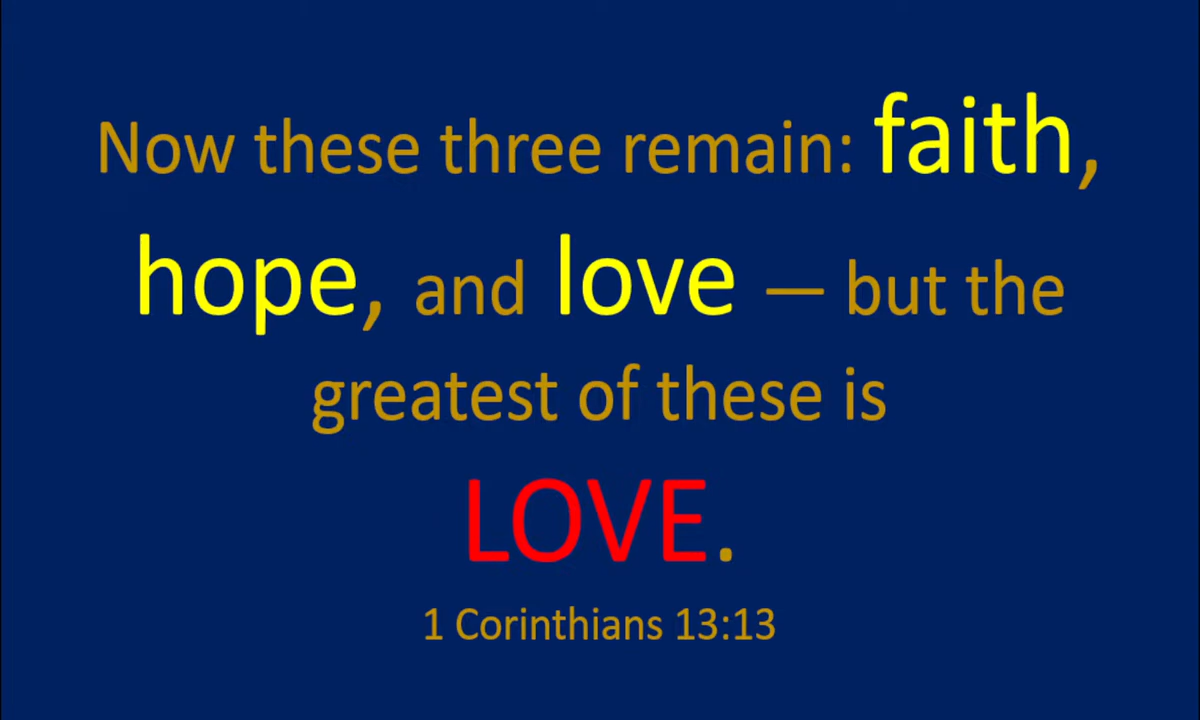 Now these three remain: faith,
hope, and love — but the
greatest of these is
LOVE.
1 Corinthians 13:13